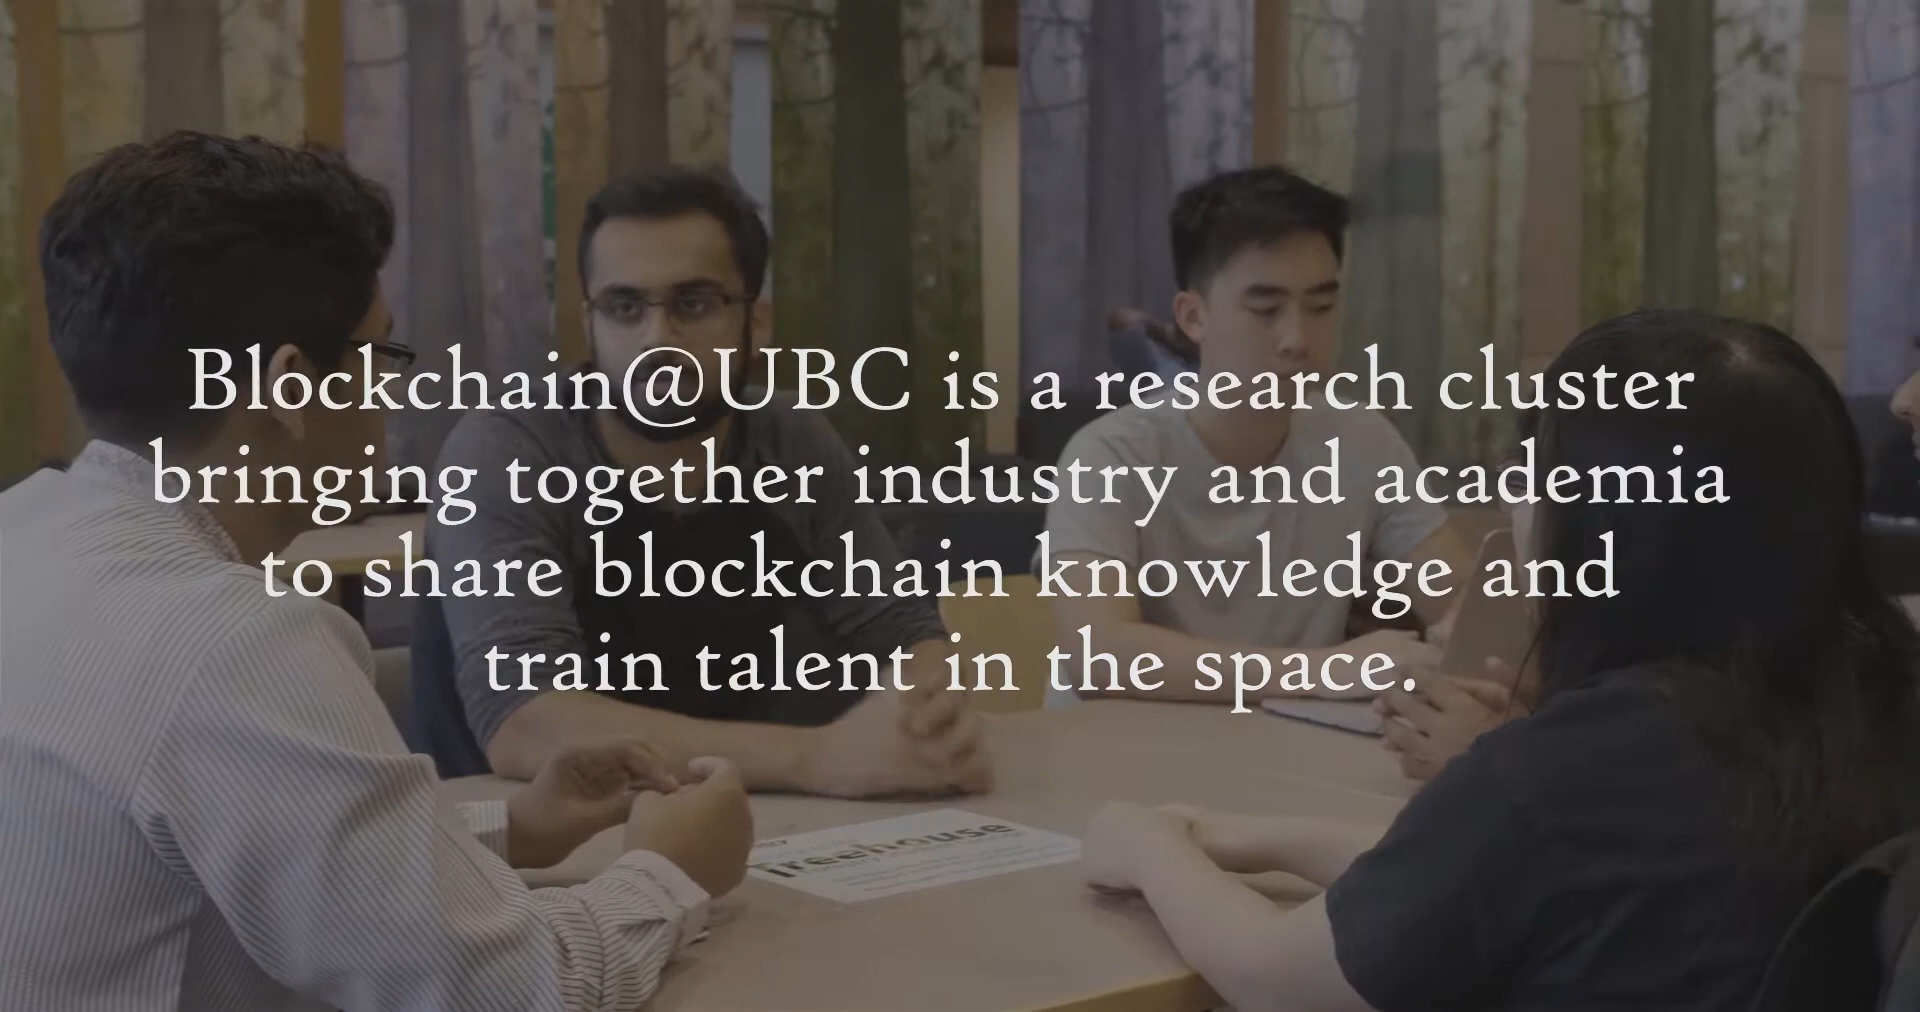 Blockchain@UBC is a research cluster
bringing together industry and academia
to share blockchain knowledge and
train talent in the space.
Treehouse